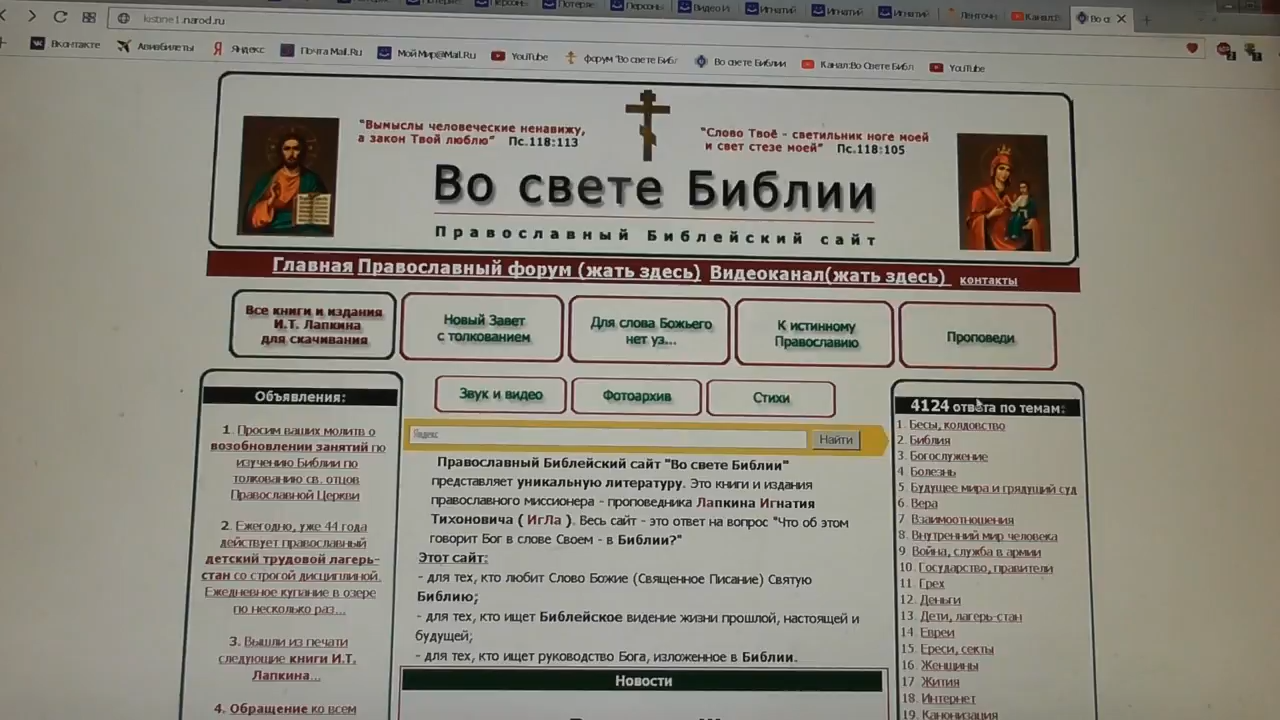 Персоны
Потеряе
Персоны
Видео И
Игнатий
Игнатий
Игнатий
Ленточн
Во св
kistine1.narod.ru
Вконтакте
Авиабилеты
Яндекс
Почта Mail.Ru
Мой Мир@Mail.Ru
YouTube
форум "Во свете Библ
Во свете Библии
Канал:Во Свете Библ
YouTube
"Вымыслы человеческие ненавижу,
а закон Твой люблю" Пс.118:113
"Слово Твоё - светильник ноге моей
и свет стезе моей" Пс.118:105
Во свете Библии
Православный Библейский сайт
Главная Православный форум (жать здесь) Видеоканал(жать здесь) контакты
Все книги и издания
И.Т. Лапкина
для скачивания
Новый Завет
с толкованием
Для слова Божьего
нет уз...
К истинному
Православию
Проповеди
Звук и видео
Фотоархив
Стихи
Объявления:
1. Просим ваших молитв о
возобновлении занятий по
изучению Библии по
толкованию св. отцов
Православной Церкви
2. Ежегодно, уже 44 года
действует православный
детский трудовой лагерь-
стан со строгой дисциплиной.
Ежедневное купание в озере
по несколько раз...
3. Вышли из печати
следующие книги И.Т.
Лапкина...
4. Обращение ко всем
Яндекс
Найти
Православный Библейский сайт "Во свете Библии"
представляет уникальную литературу. Это книги и издания
православного миссионера - проповедника Лапкина Игнатия
Тихоновича ( ИгЛа ). Весь сайт - это ответ на вопрос "Что об этом
говорит Бог в слове Своем - в Библии?"
Этот сайт:
- для тех, кто любит Слово Божие (Священное Писание) Святую
Библию;
- для тех, кто ищет Библейское видение жизни прошлой, настоящей и
будущей;
- для тех, кто ищет руководство Бога, изложенное в Библии.
Новости
4124 ответа по темам:
1. Бесы, колдовство
2. Библия
3. Богослужение
4. Болезнь
5. Будущее мира и грядущий суд
6. Вера
7. Взаимоотношения
8. Внутренний мир человека
9. Война, служба в армии
10. Государство, правители
11. Грех
12. Деньги
13. Дети, лагерь-стан
14. Евреи
15. Ереси, секты
16. Женщины
17. Жития
18. Интернет
19. Канонизация